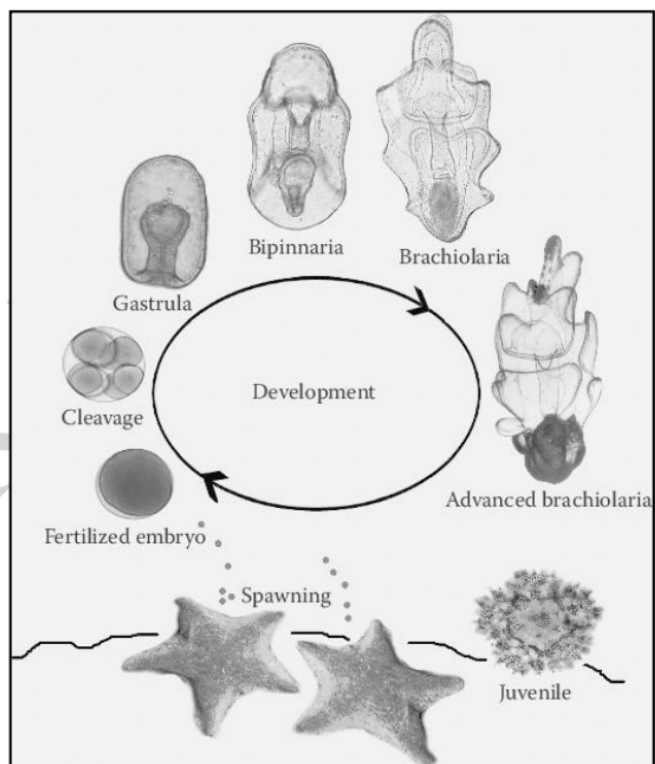 Bipinnaria
Brachiolaria
Gastrula
Cleavage
Development
Advanced brachiolaria
Fertilized embryo
Spawning
Juvenile